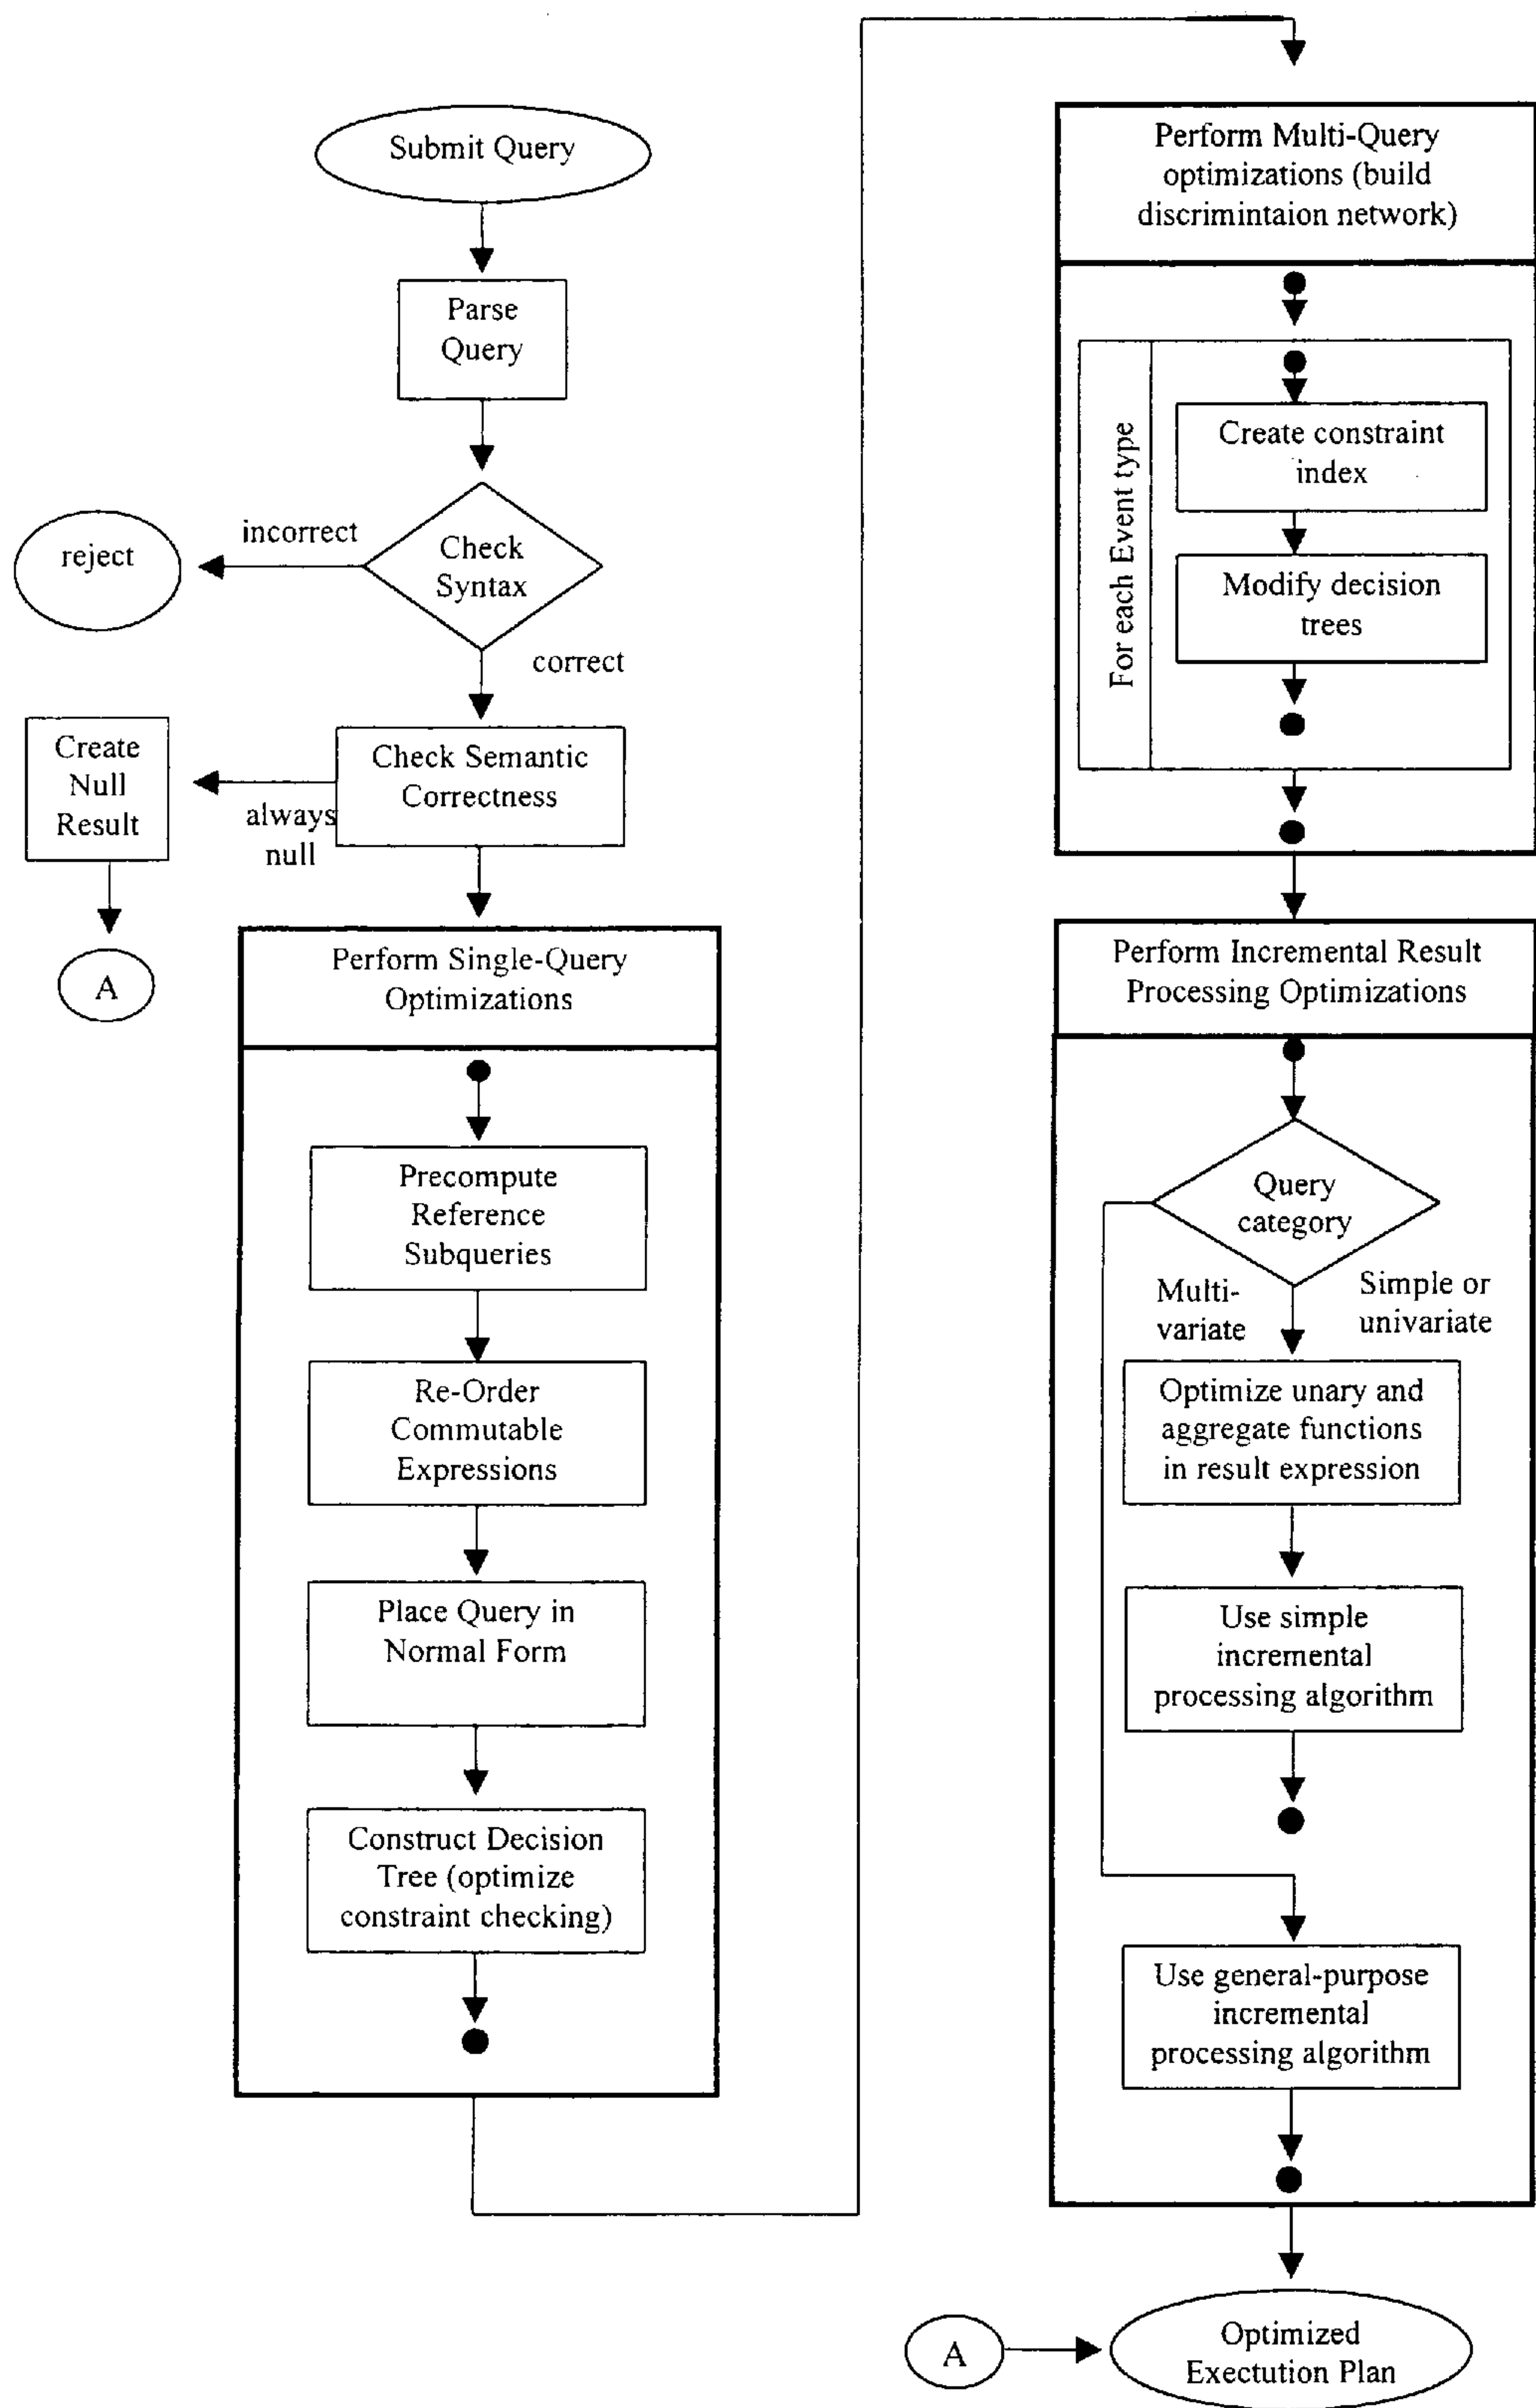 Submit Query
Parse
Query
Check
Syntax
incorrect
reject
correct
Check Semantic
Correctness
always
null
Create
Null
Result
A
Perform Single-Query
Optimizations
Precompute
Reference
Subqueries
Re-Order
Commutable
Expressions
Place Query in
Normal Form
Construct Decision
Tree (optimize
constraint checking)
Perform Multi-Query
optimizations (build
discrimintaion network)
For each Event type
Create constraint
index
Modify decision
trees
Perform Incremental Result
Processing Optimizations
Query
category
Multi-
variate
Simple or
univariate
Optimize unary and
aggregate functions
in result expression
Use simple
incremental
processing algorithm
Use general-purpose
incremental
processing algorithm
A
Optimized
Exectution Plan